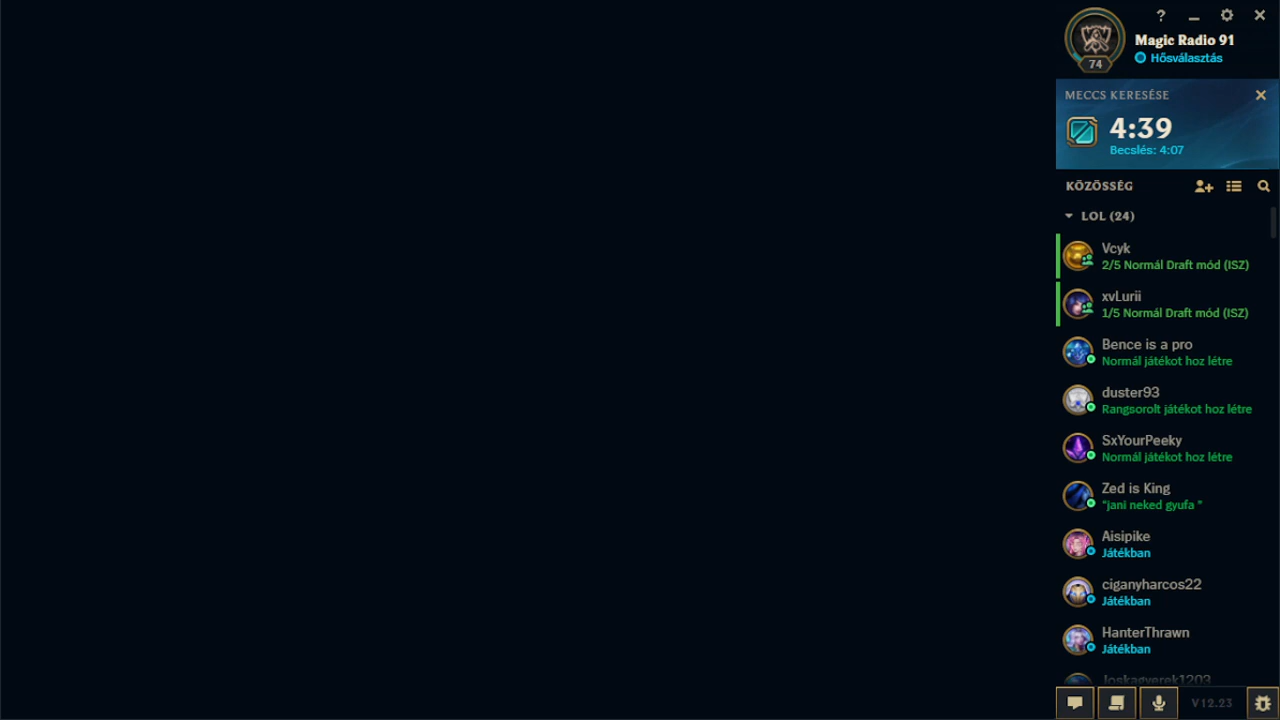 Magic Radio 91
74
Hősválasztás
MECCS KERESÉSE
4:39
Becslés: 4:07
KÖZÖSSÉG
LOL (24)
Vcyk
2/5 Normál Draft mód (ISZ)
xvLurii
1/5 Normál Draft mód (ISZ)
Bence is a pro
Normál játékot hoz létre
duster93
Rangsorolt játékot hoz létre
SxYourPeeky
Normál játékot hoz létre
Zed is King
"jani neked gyufa "
Aisipike
Játékban
ciganyharcos22
Játékban
HanterThrawn
Játékban
Joskagyerek1203
V12.23